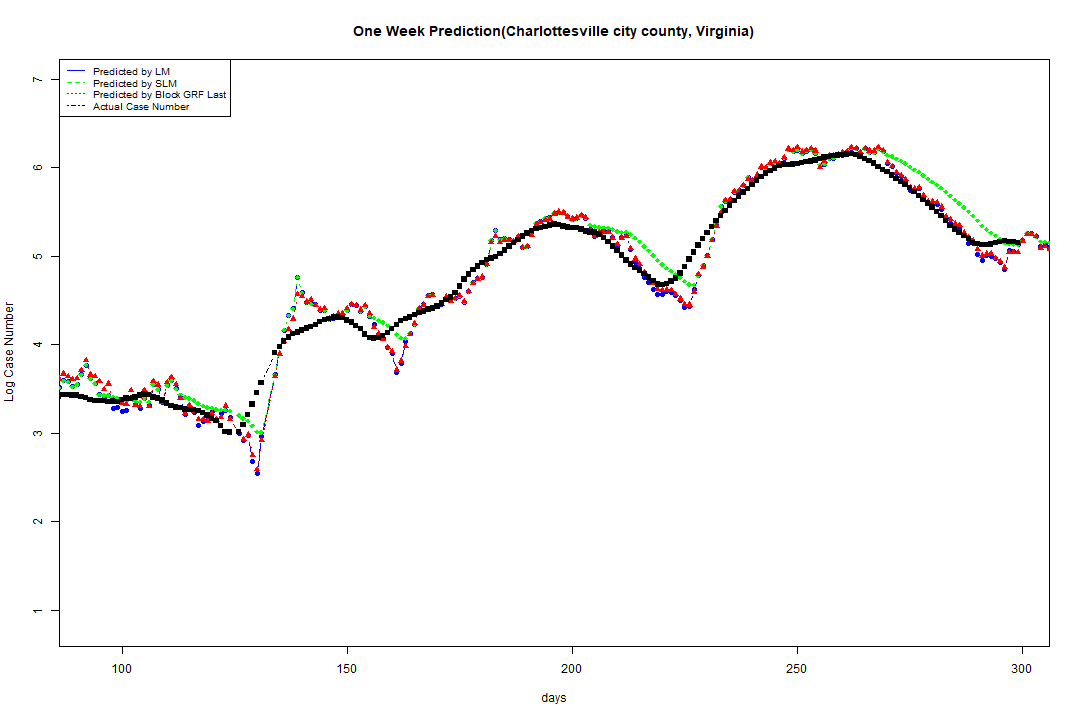 One Week Prediction(Charlottesville city county, Virginia)
Predicted by LM
Predicted by SLM
Predicted by Block GRF Last
Actual Case Number
7
6
5
4
3
2
1
Log Case Number
100 150 200 250 300
days